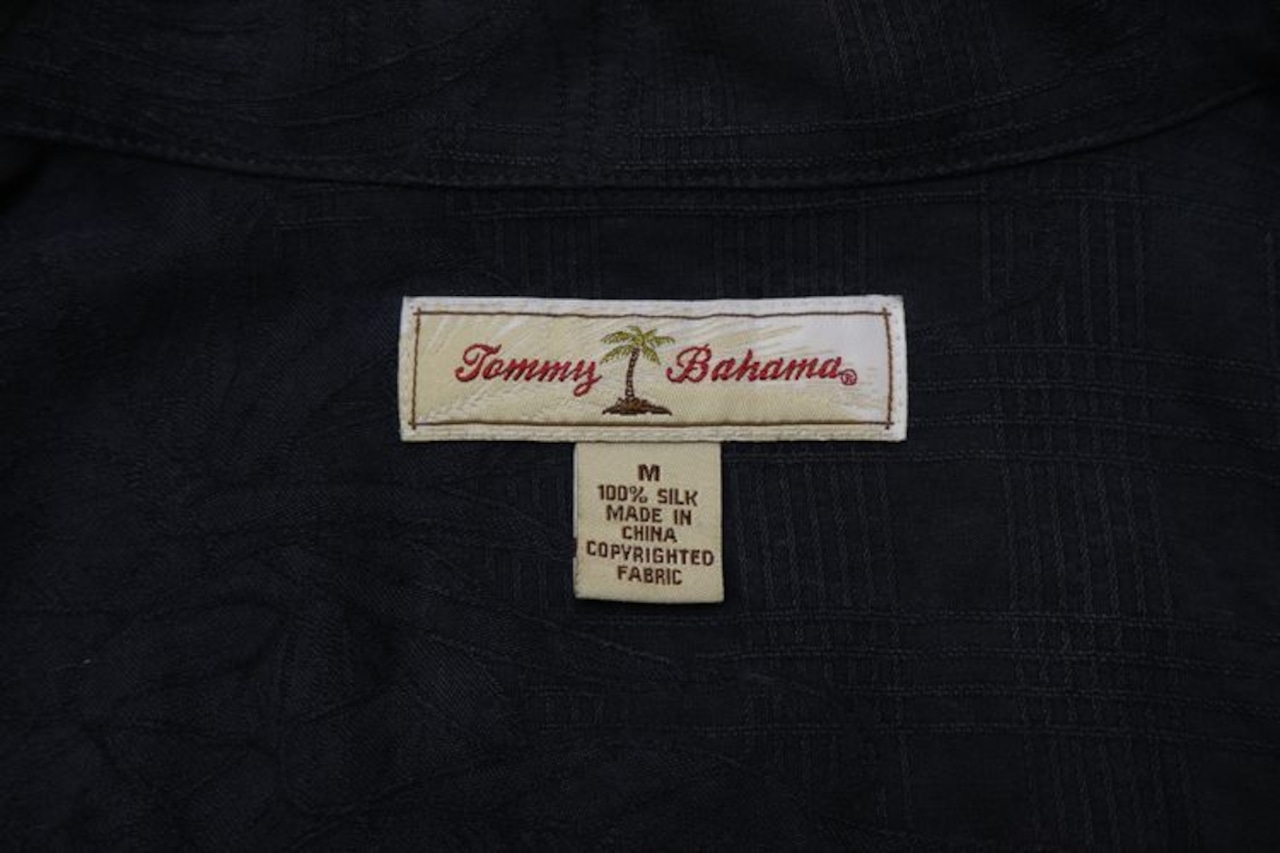 Tommy Bahama®
M
100% SILK
MADE IN
CHINA
COPYRIGHTED
FABRIC